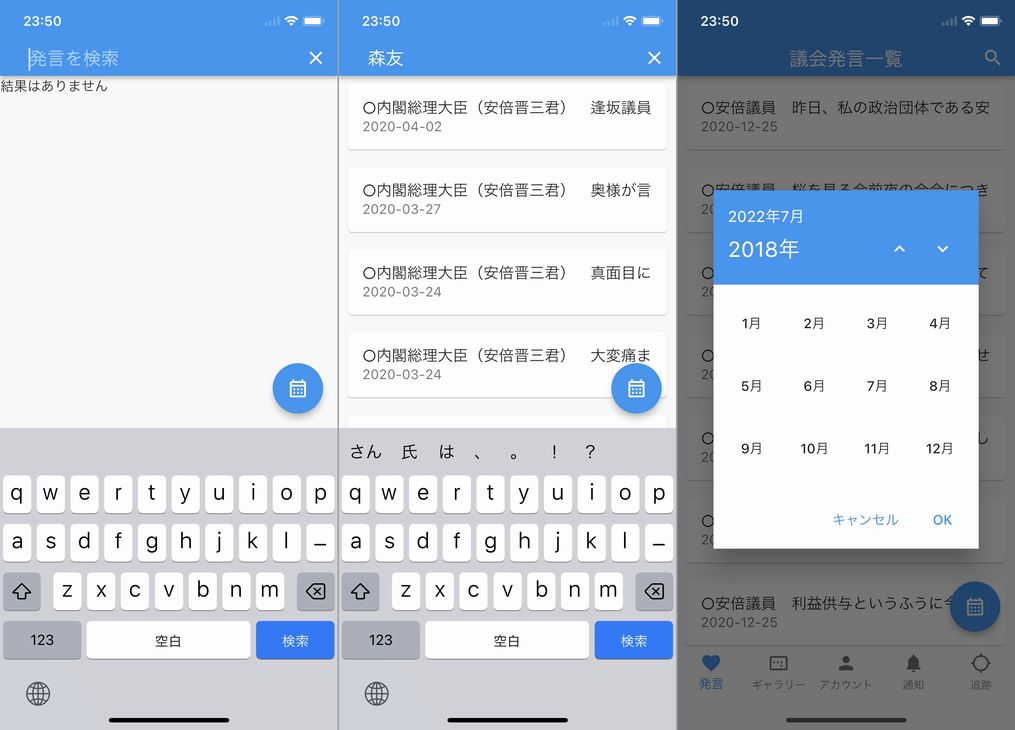 23:50
発言を検索
結果はありません
q w e r t y u i o p
a s d f g h j k l ー
z x c v b n m
123 空白 検索
23:50
森友
〇内閣総理大臣（安倍晋三君） 逢坂議員
2020-04-02
〇内閣総理大臣（安倍晋三君） 奥様が言
2020-03-27
〇内閣総理大臣（安倍晋三君） 真面目に
2020-03-24
〇内閣総理大臣（安倍晋三君） 大変痛ま
2020-03-24
さん 氏 は 、 。 ！ ？
q w e r t y u i o p
a s d f g h j k l ー
z x c v b n m
123 空白 検索
23:50
議会発言一覧
〇安倍議員 昨日、私の政治団体である安
2020-12-25
〇安倍議員 桜を見る会前夜の会合につき
2022年7月
2018年
1月 2月 3月 4月
5月 6月 7月 8月
9月 10月 11月 12月
キャンセル OK
〇安倍議員 利益供与というふうに今
2020-12-25
発言 ギャラリー アカウント 通知 追跡